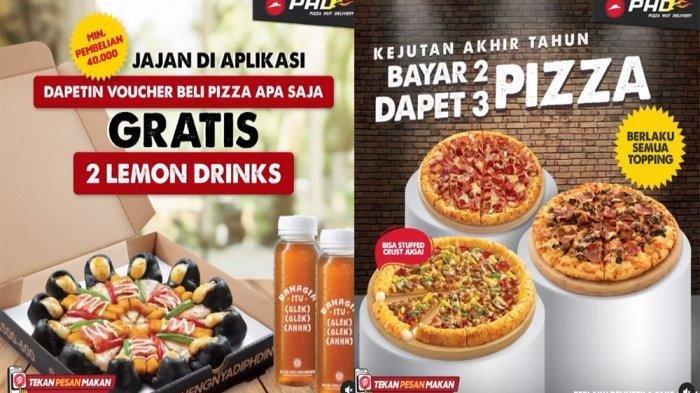 PHD
PIZZA HUT DELIVERY
MIN.
PEMBELIAN
40.000
JAJAN DI APLIKASI
DAPETIN VOUCHER BELI PIZZA APA SAJA
GRATIS
2 LEMON DRINKS
BAHAGIA
ITU
(GLEK)
(GLEK)
(AHHH)
BAHAGIA
ITU
(GLEK)
(GLEK)
(AHHH)
1500-600
TEKAN PESAN MAKAN
PHD
PIZZA HUT DELIVERY
KEJUTAN AKHIR TAHUN
BAYAR 2
DAPET 3
PIZZA
BERLAKU
SEMUA
TOPPING
BISA STUFFED
CRUST JUGA!
TEKAN PESAN MAKAN